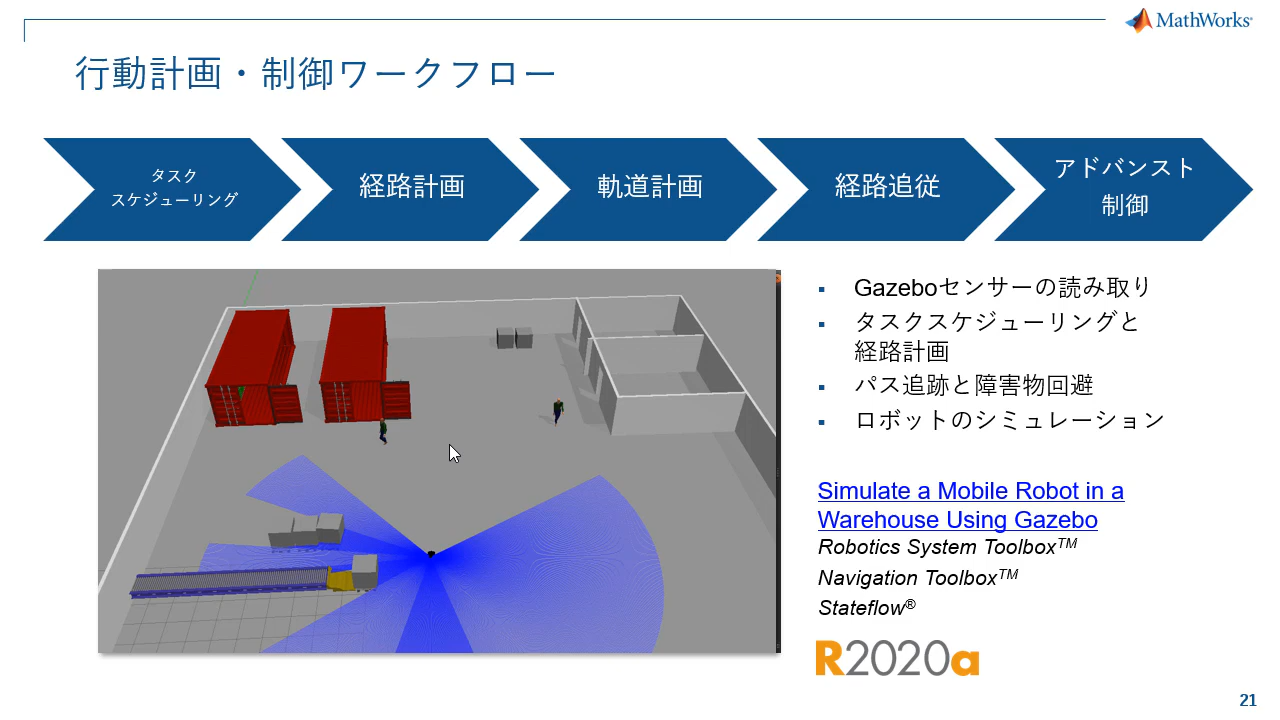 MathWorks®
行動計画・制御ワークフロー
タスク
スケジューリング
経路計画
軌道計画
経路追従
アドバンスト
制御
▪ Gazeboセンサーの読み取り
▪ タスクスケジューリングと
経路計画
▪ パス追跡と障害物回避
▪ ロボットのシミュレーション
Simulate a Mobile Robot in a
Warehouse Using Gazebo
Robotics System Toolbox™
Navigation Toolbox™
Stateflow®
R2020a
21